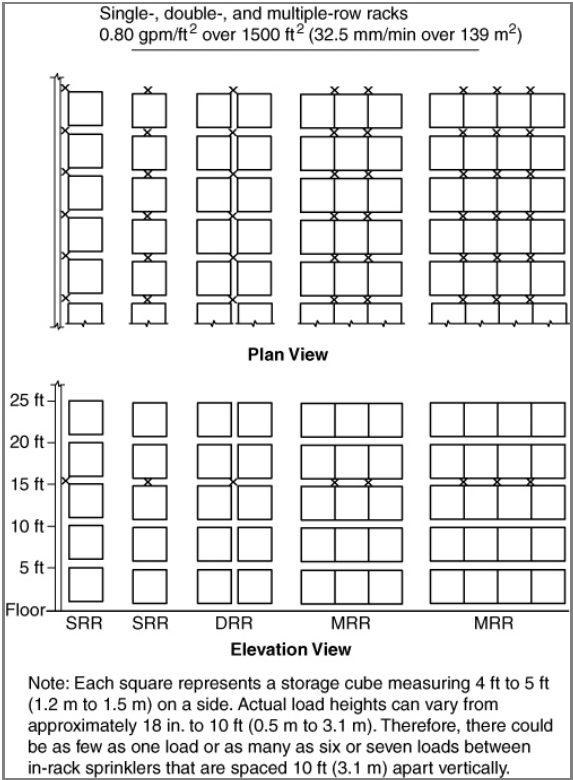 Single-, double-, and multiple-row racks
0.80 gpm/ft² over 1500 ft² (32.5 mm/min over 139 m²)
Plan View
25 ft
20 ft
15 ft
10 ft
5 ft
Floor
SRR SRR DRR MRR MRR
Elevation View
Note: Each square represents a storage cube measuring 4 ft to 5 ft
(1.2 m to 1.5 m) on a side. Actual load heights can vary from
approximately 18 in. to 10 ft (0.5 m to 3.1 m). Therefore, there could
be as few as one load or as many as six or seven loads between
in-rack sprinklers that are spaced 10 ft (3.1 m) apart vertically.